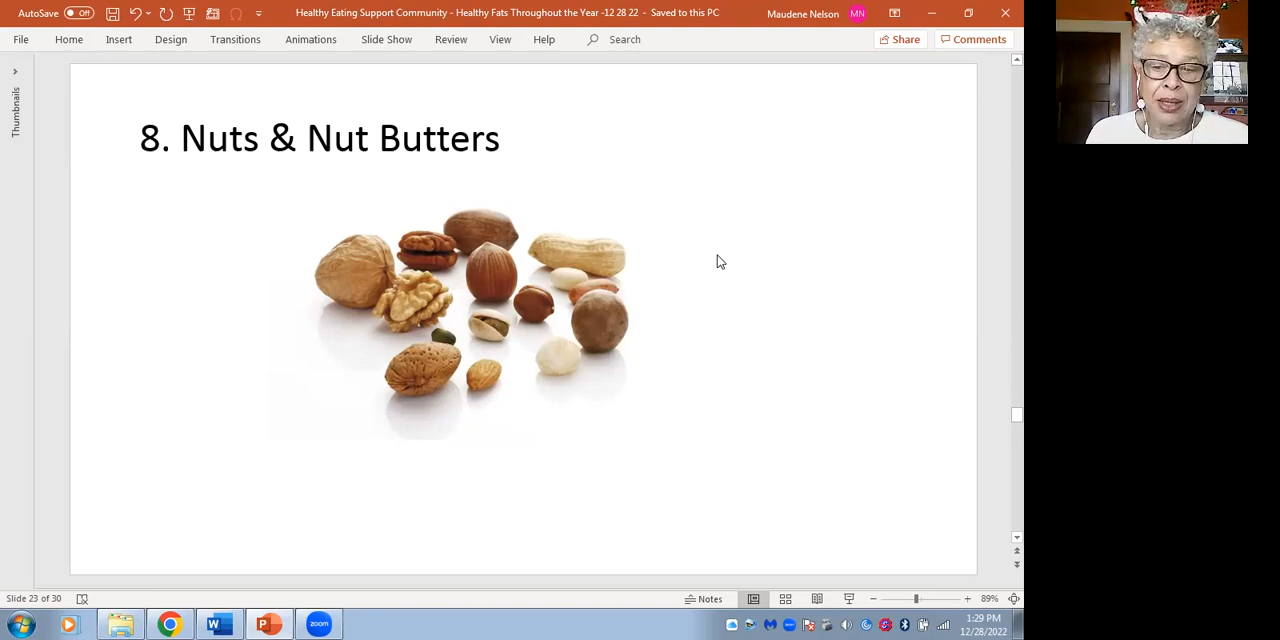 AutoSave Off Healthy Eating Support Community - Healthy Fats Throughout the Year -12 28 22 - Saved to this PC Maudene Nelson MN
File Home Insert Design Transitions Animations Slide Show Review View Help Search Share Comments
Thumbnails
8. Nuts & Nut Butters
Slide 23 of 30 Notes 89%
W P zoom zoom 1:29 PM
12/28/2022